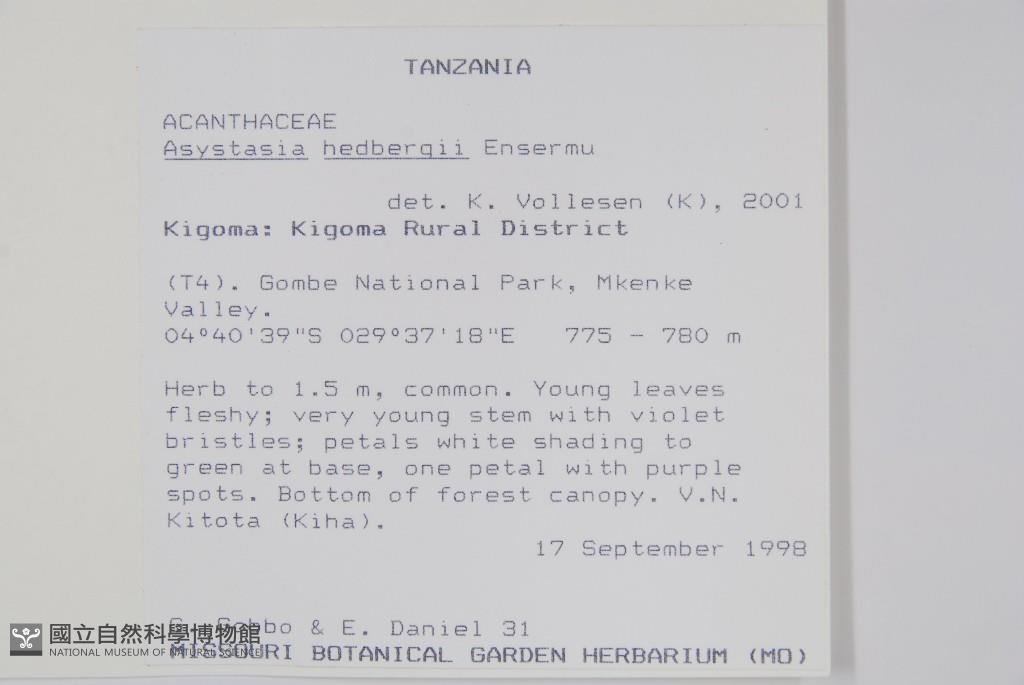 TANZANIA
ACANTHACEAE
Asystasia hedbergii Ensermu
det. K. Vollesen (K), 2001
Kigoma: Kigoma Rural District
(T4). Gombe National Park, Mkenke
Valley.
04°40'39"S 029°37'18"E 775 - 780 m
Herb to 1.5 m, common. Young leaves
fleshy; very young stem with violet
bristles; petals white shading to
green at base, one petal with purple
spots. Bottom of forest canopy. V.N.
Kitota (Kiha).
17 September 1998
& E. Daniel 31
MISSOURI BOTANICAL GARDEN HERBARIUM (MO)
國立自然科學博物館
NATIONAL MUSEUM OF NATURAL SCIENCE